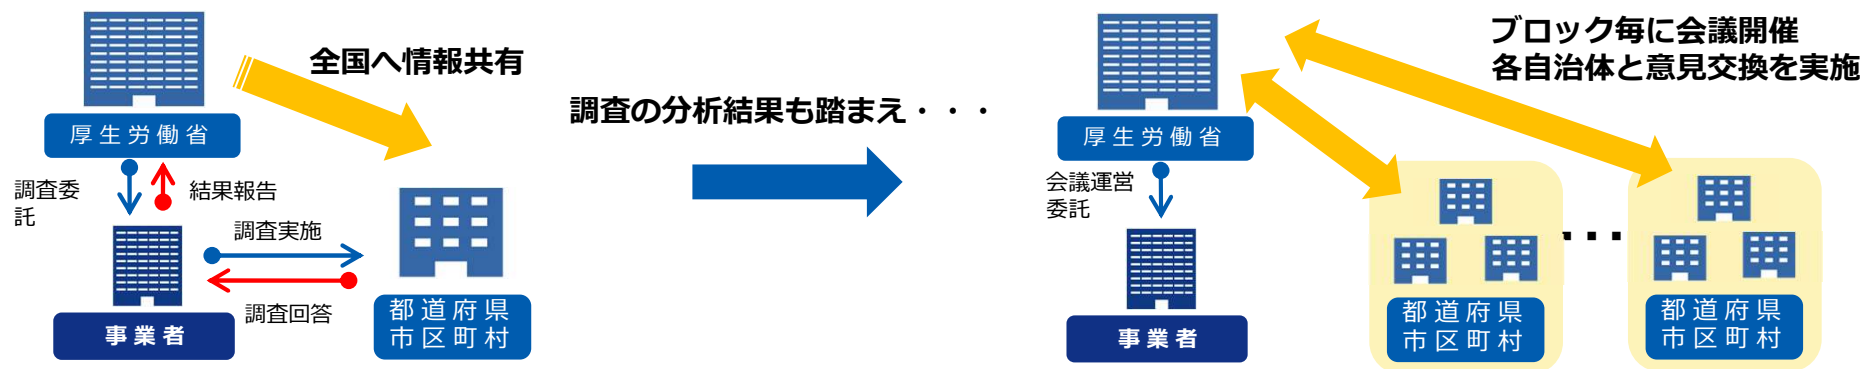 全国へ情報共有
厚生労働省
調査委
託
結果報告
調査実施
調査回答
事業者
都道府県
市区町村
調査の分析結果も踏まえ・・・
ブロック毎に会議開催
各自治体と意見交換を実施
厚生労働省
会議運営
委託
事業者
都道府県
市区町村
・・・
都道府県
市区町村